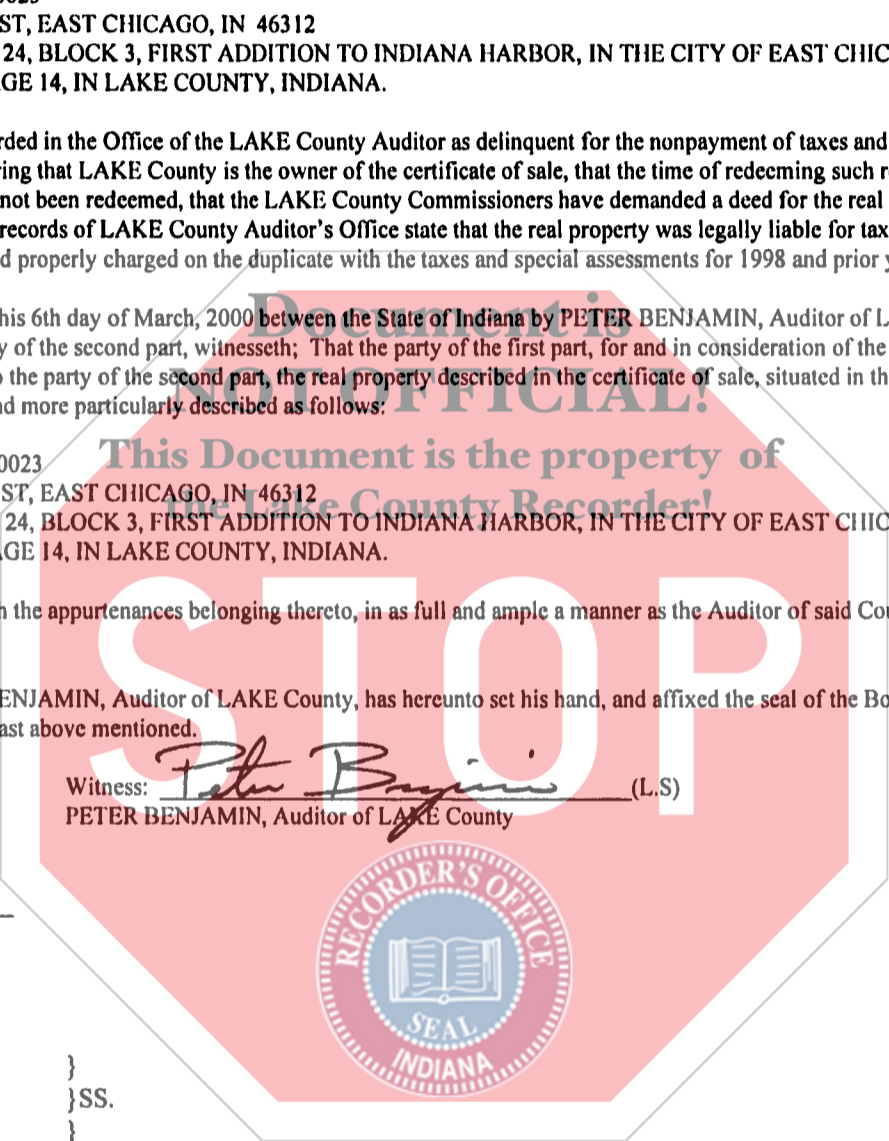 ST, EAST CHICAGO, IN 46312
24, BLOCK 3, FIRST ADDITION TO INDIANA HARBOR, IN THE CITY OF EAST CHIC
GE 14, IN LAKE COUNTY, INDIANA.
rded in the Office of the LAKE County Auditor as delinquent for the nonpayment of taxes and
ring that LAKE County is the owner of the certificate of sale, that the time of redeeming such r
not been redeemed, that the LAKE County Commissioners have demanded a deed for the real
records of LAKE County Auditor's Office state that the real property was legally liable for tax
d properly charged on the duplicate with the taxes and special assessments for 1998 and prior y
his 6th day of March, 2000 between the State of Indiana by PETER BENJAMIN, Auditor of L
y of the second part, witnesseth; That the party of the first part, for and in consideration of the
the party of the second part, the real property described in the certificate of sale, situated in th
nd more particularly described as follows:
Document is
NOT OFFICIAL!
This Document is the property of
the Lake County Recorder!
0023
ST, EAST CHICAGO, IN 46312
24, BLOCK 3, FIRST ADDITION TO INDIANA HARBOR, IN THE CITY OF EAST CHIC
GE 14, IN LAKE COUNTY, INDIANA.
h the appurtenances belonging thereto, in as full and ample a manner as the Auditor of said Cou
STOP
ENJAMIN, Auditor of LAKE County, has hereunto set his hand, and affixed the seal of the Bo
ast above mentioned.
Witness: Peter Benjamin (L.S)
PETER BENJAMIN, Auditor of LAKE County
RECORDER'S OFFICE
SEAL
INDIANA
}
}SS.
}